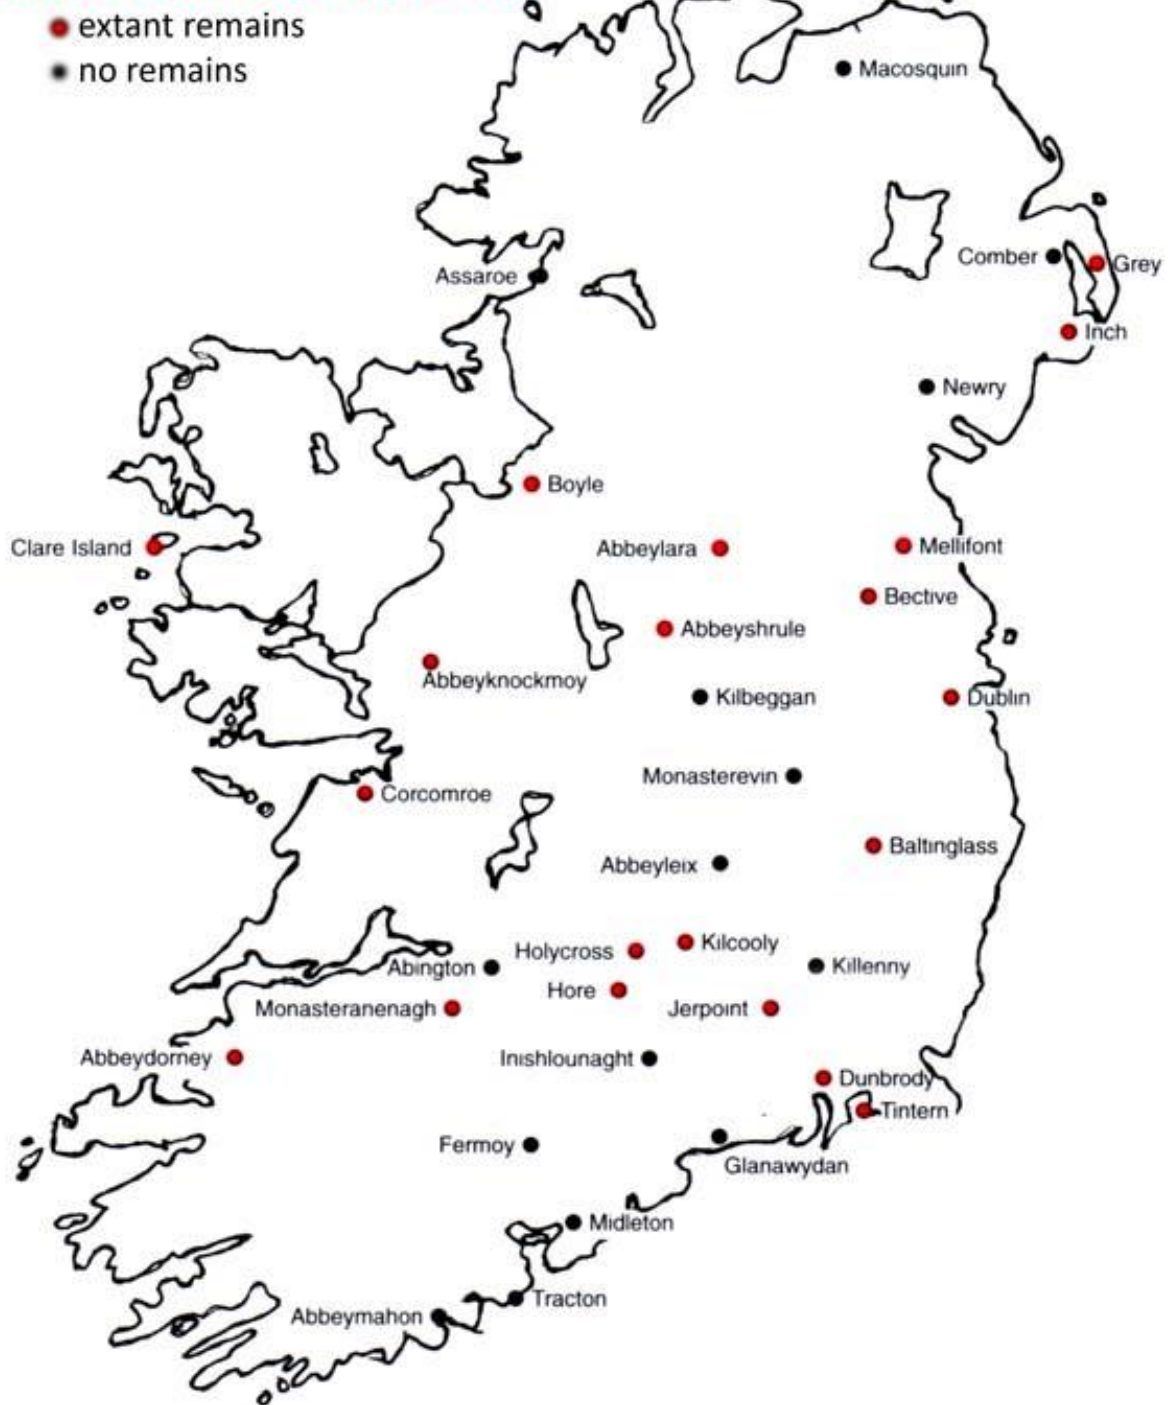 extant remains
no remains
Macosquin
Comber
Grey
Assaroe
Inch
Newry
Boyle
Clare Island
Abbeylara
Mellifont
Bective
Abbeyshrule
Abbeyknockmoy
Kilbeggan
Dublin
Monasterevin
Corcomroe
Baltinglass
Abbeyleix
Holycross
Kilcooly
Abington
Killenny
Hore
Monasteranenagh
Jerpoint
Abbeydorney
Inishlounaght
Dunbrody
Tintern
Fermoy
Glanawydan
Midleton
Tracton
Abbeymahon